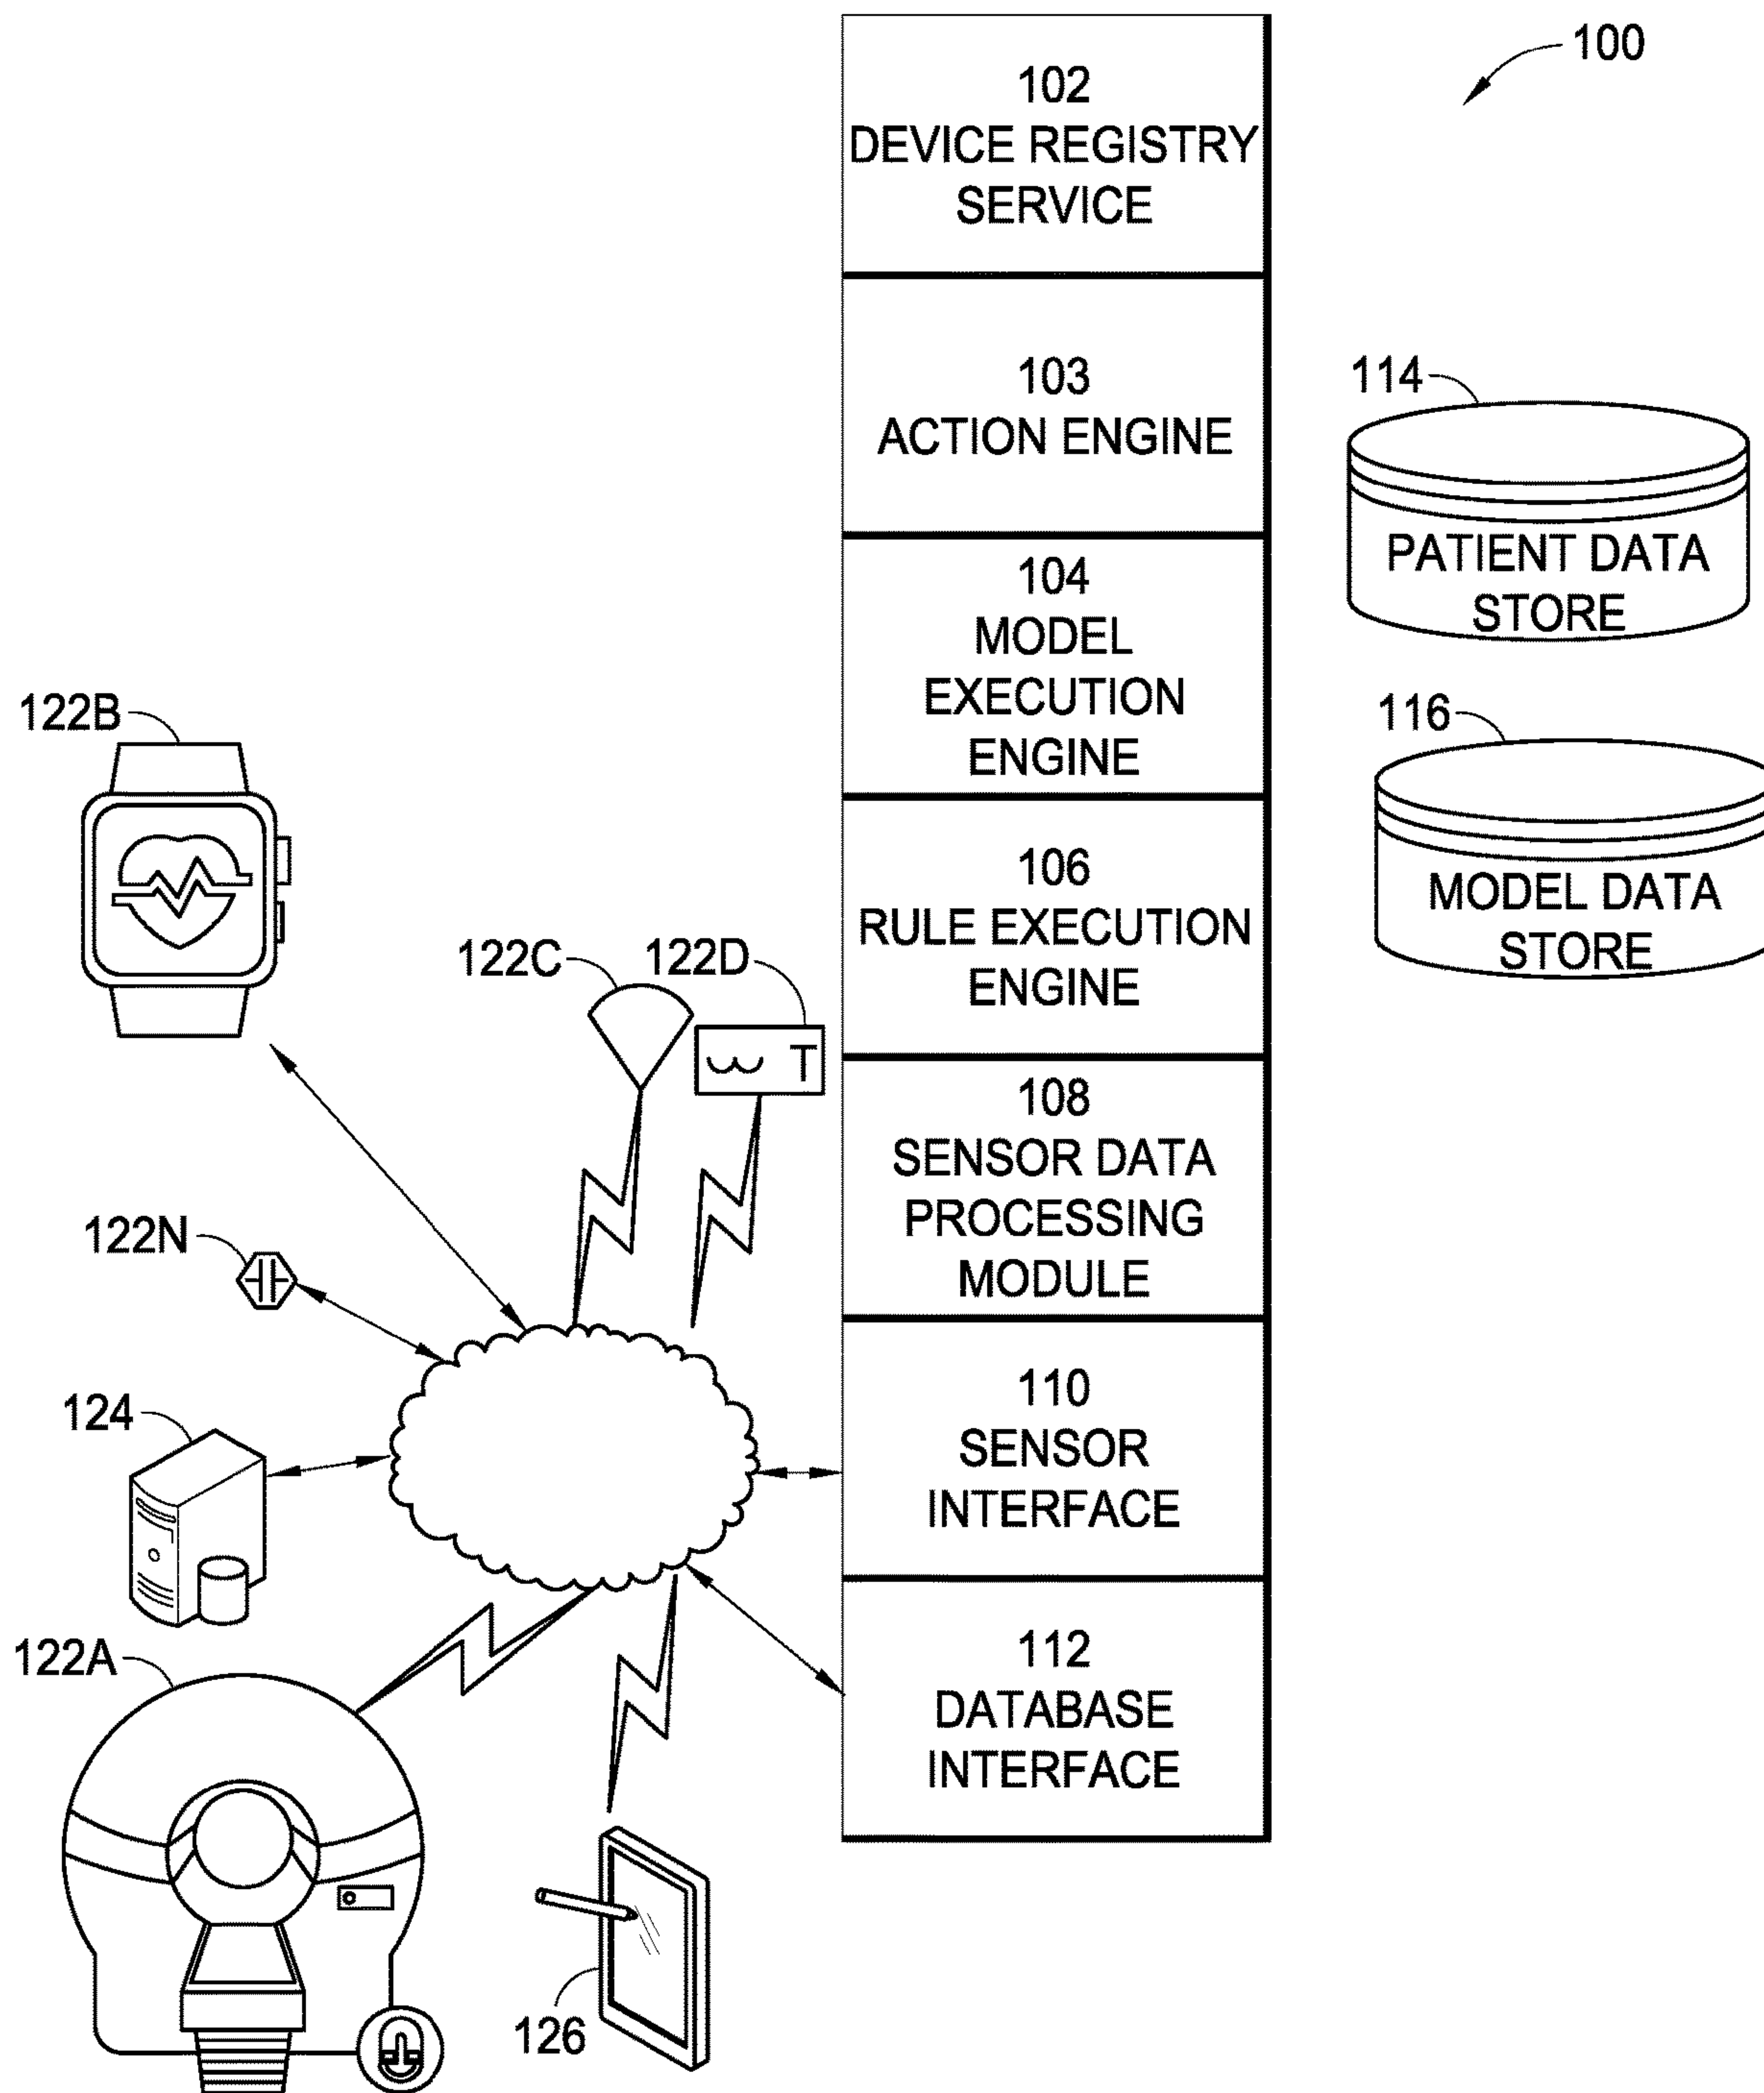 100
102
DEVICE REGISTRY
SERVICE
103
ACTION ENGINE
114
PATIENT DATA
STORE
104
MODEL
EXECUTION
ENGINE
116
MODEL DATA
STORE
122B
106
RULE EXECUTION
ENGINE
122C
122D
T
108
SENSOR DATA
PROCESSING
MODULE
122N
110
SENSOR
INTERFACE
124
112
DATABASE
INTERFACE
122A
126